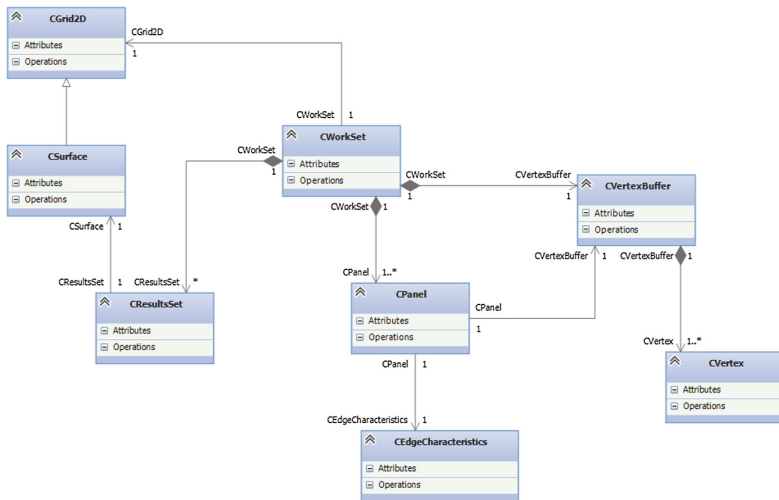 CGrid2D
Attributes
Operations
CGrid2D
1
CWorkSet
1
CWorkSet
Attributes
Operations
CSurface
Attributes
Operations
CWorkSet
1
CWorkSet
1
CVertexBuffer
1
CVertexBuffer
Attributes
Operations
CWorkSet
1
CSurface
1
CResultsSet
1
CResultsSet
*
CPanel
1..*
CVertexBuffer
1
CVertexBuffer
1
CResultsSet
Attributes
Operations
CPanel
Attributes
Operations
CPanel
1
CVertex
1..*
CVertex
Attributes
Operations
CPanel
1
CEdgeCharacteristics
1
CEdgeCharacteristics
Attributes
Operations